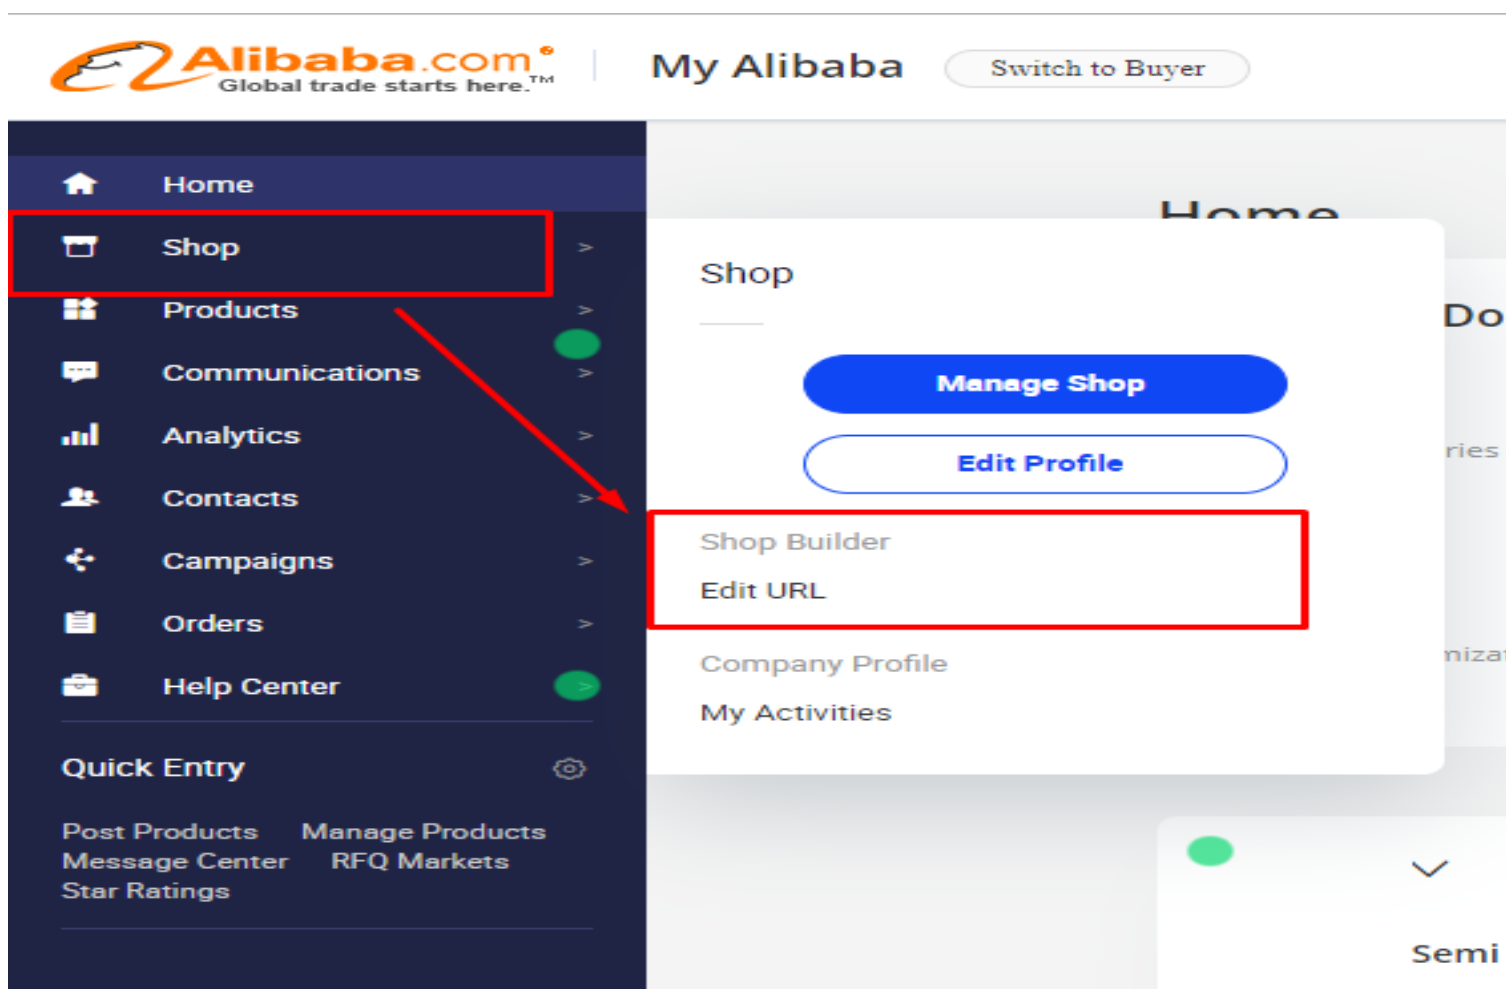 Alibaba.com
Global trade starts here.™
My Alibaba
Switch to Buyer
Home
Shop >
Products >
Communications >
Analytics >
Contacts >
Campaigns >
Orders >
Help Center >
Quick Entry
Post Products Manage Products
Message Center RFQ Markets
Star Ratings
Home
Shop
Manage Shop
Edit Profile
Shop Builder
Edit URL
Company Profile
My Activities
Do
ries
mizat
Semi